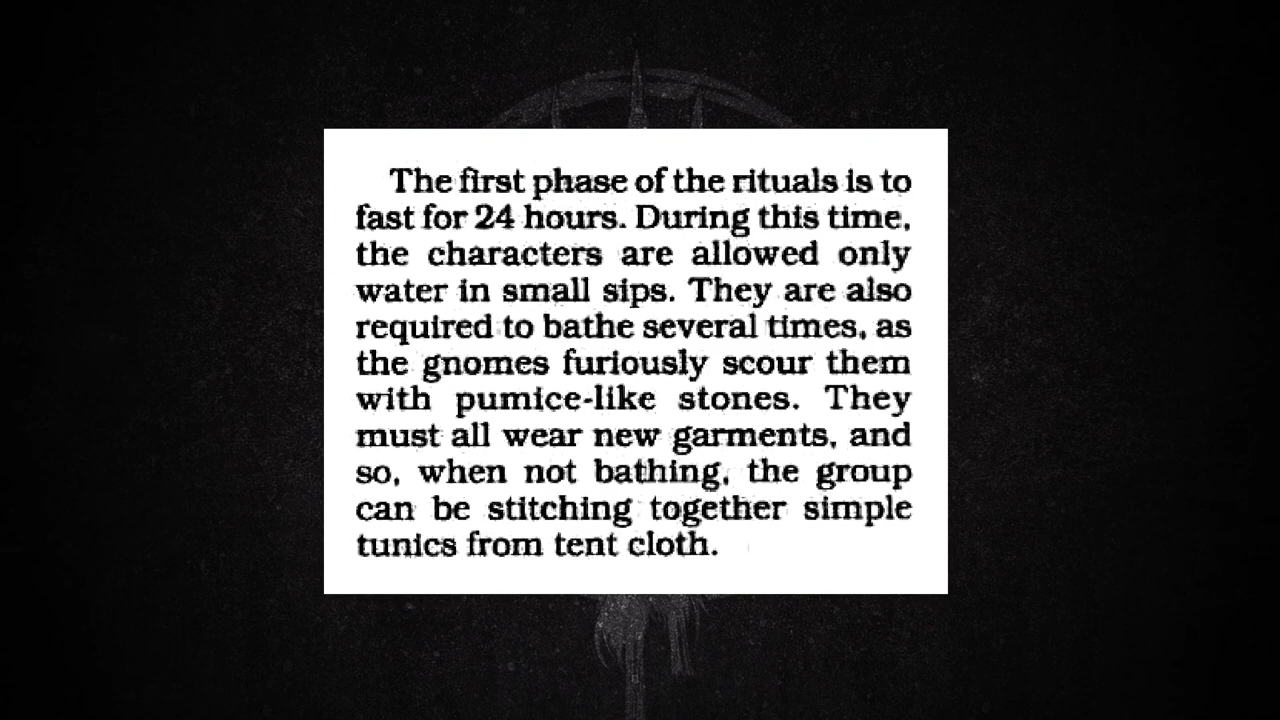 The first phase of the rituals is to
fast for 24 hours. During this time,
the characters are allowed only
water in small sips. They are also
required to bathe several times, as
the gnomes furiously scour them
with pumice-like stones. They
must all wear new garments, and
so, when not bathing, the group
can be stitching together simple
tunics from tent cloth.